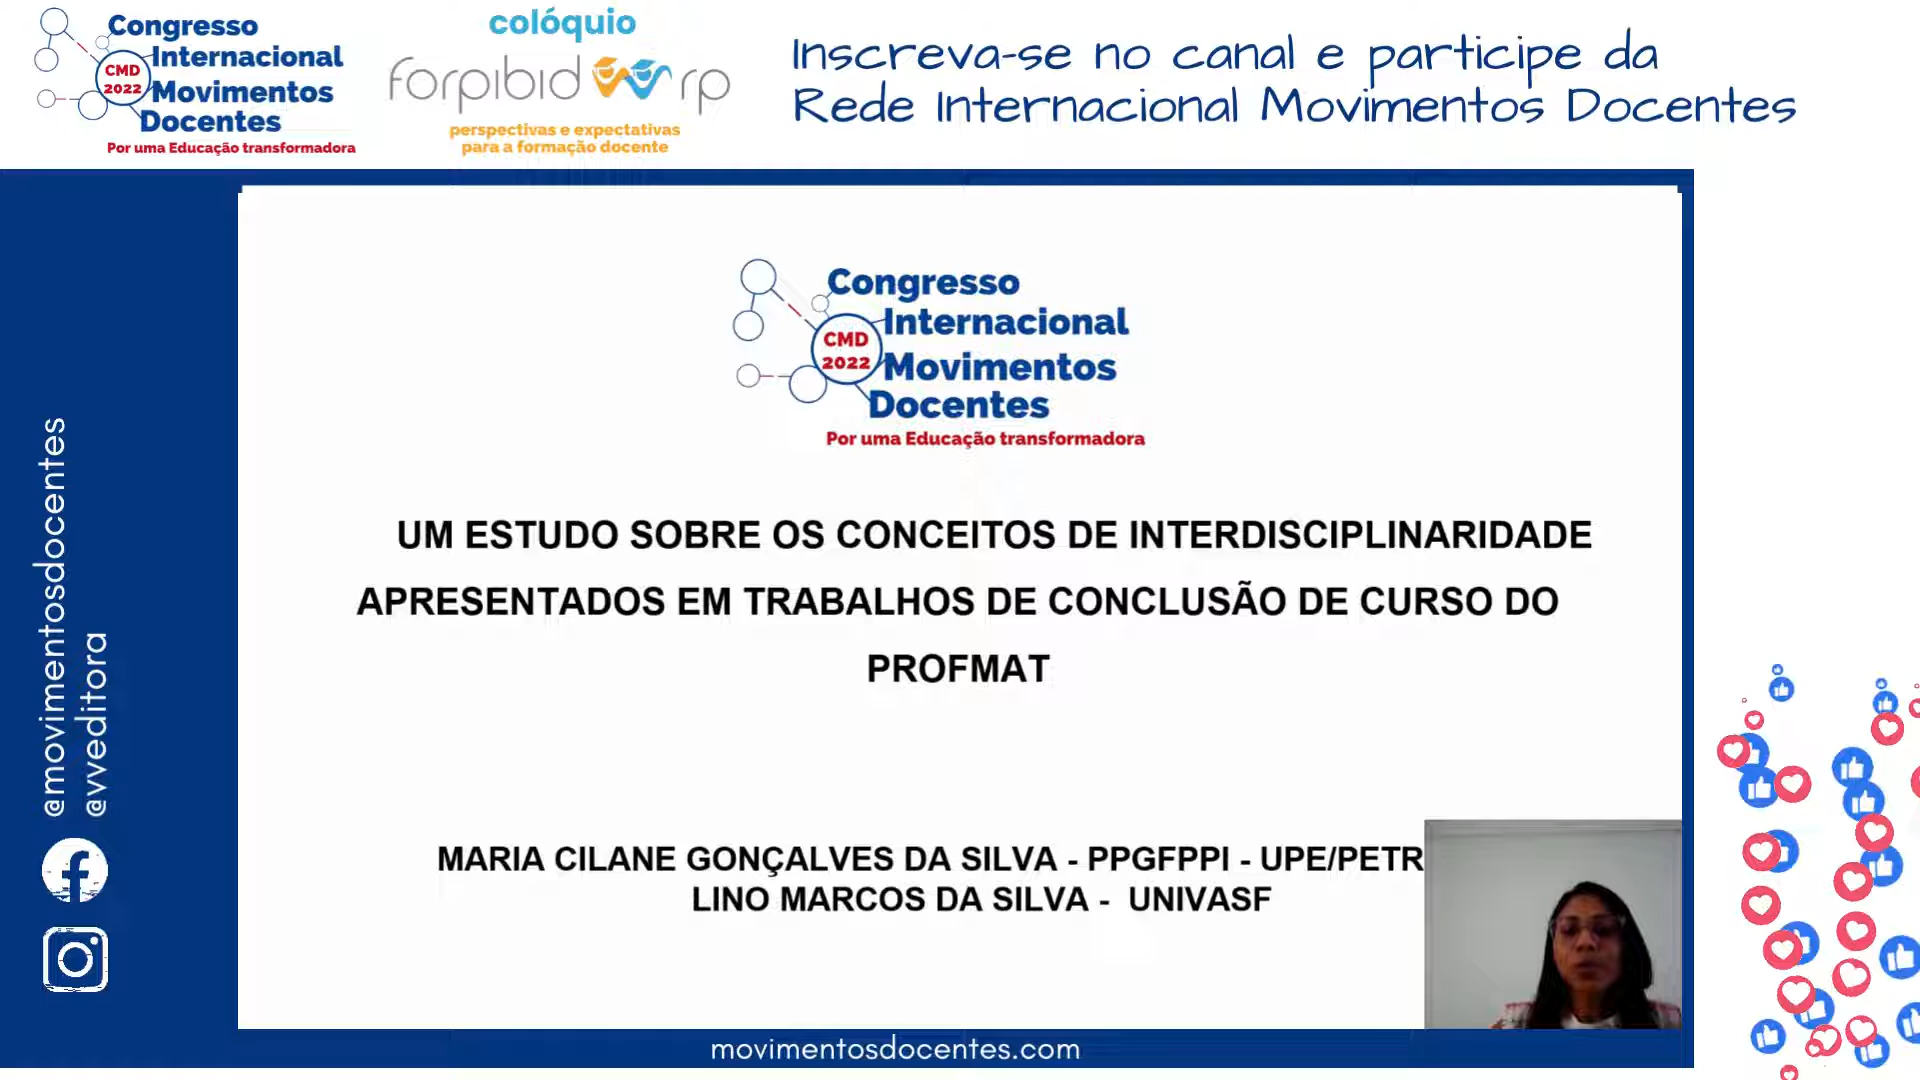 Congresso
Internacional
CMD
2022
Movimentos
Docentes
Por uma Educação transformadora
colóquio
forpibid rp
perspectivas e expectativas
para a formação docente
Inscreva-se no canal e participe da
Rede Internacional Movimentos Docentes
Congresso
Internacional
CMD
2022
Movimentos
Docentes
Por uma Educação transformadora
UM ESTUDO SOBRE OS CONCEITOS DE INTERDISCIPLINARIDADE
APRESENTADOS EM TRABALHOS DE CONCLUSÃO DE CURSO DO
PROFMAT
MARIA CILANE GONÇALVES DA SILVA - PPGFPPI - UPE/PETR
LINO MARCOS DA SILVA - UNIVASF
@movimentosdocentes
@vveditora
movimentosdocentes.com